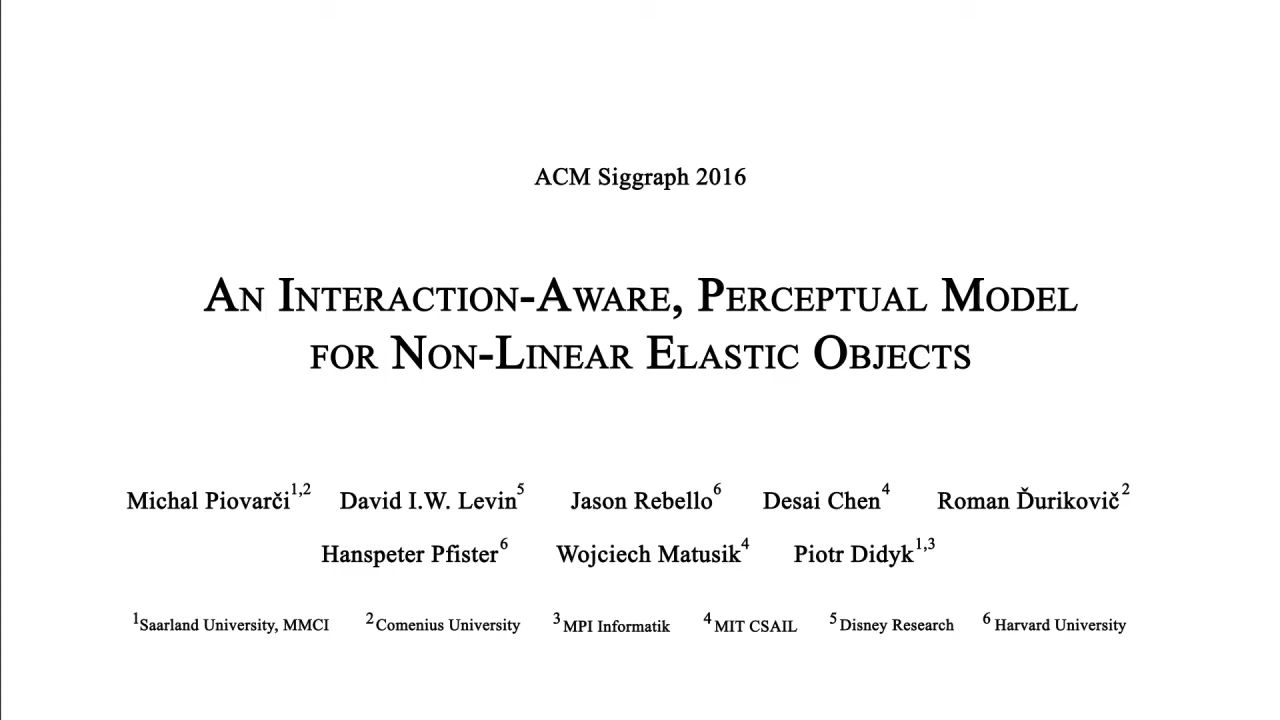 ACM Siggraph 2016
An Interaction-Aware, Perceptual Model
for Non-Linear Elastic Objects
Michal Piovarči1,2 David I.W. Levin5 Jason Rebello6 Desai Chen4 Roman Ďurikovič2
Hanspeter Pfister6 Wojciech Matusik4 Piotr Didyk1,3
1Saarland University, MMCI 2Comenius University 3MPI Informatik 4MIT CSAIL 5Disney Research 6Harvard University